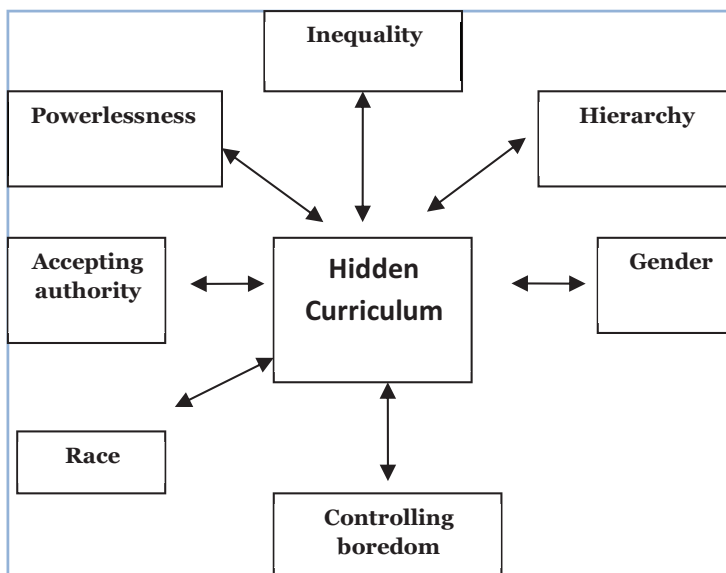 Inequality
Powerlessness
Hierarchy
Accepting
authority
Hidden
Curriculum
Gender
Race
Controlling
boredom